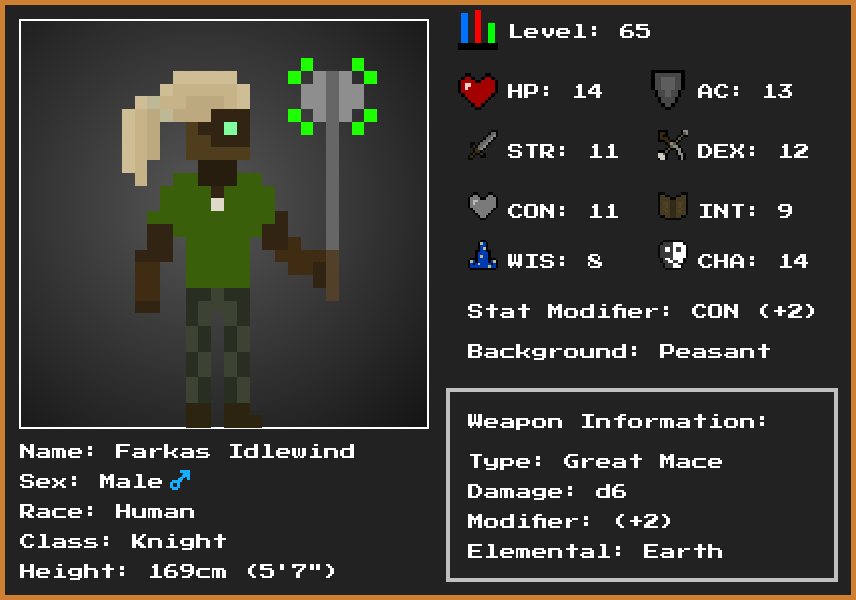 Level: 65
HP: 14
AC: 13
STR: 11
DEX: 12
CON: 11
INT: 9
WIS: 8
CHA: 14
Stat Modifier: CON (+2)
Background: Peasant
Weapon Information:
Type: Great Mace
Damage: d6
Modifier: (+2)
Elemental: Earth
Name: Farkas Idlewind
Sex: Male♂
Race: Human
Class: Knight
Height: 169cm (5'7")